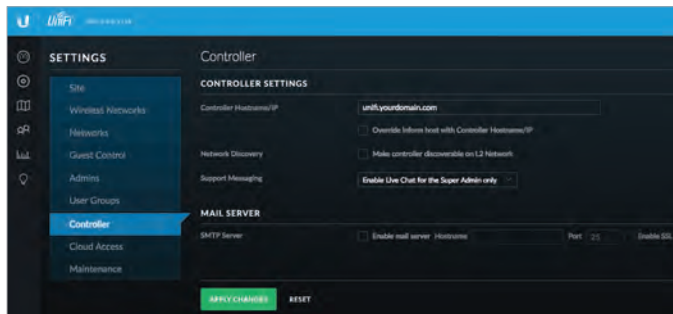 UniFi
SETTINGS
Site
Wireless Networks
Networks
Guest Control
Admins
User Groups
Controller
Cloud Access
Maintenance
Controller
CONTROLLER SETTINGS
Controller Hostname/IP
unifi.yourdomain.com
Override inform host with Controller Hostname/IP
Network Discovery
Make controller discoverable on L2 Network
Support Messaging
Enable Live Chat for the Super Admin only
MAIL SERVER
SMTP Server
Enable mail server Hostname Port 25 Enable SSL
APPLY CHANGES RESET